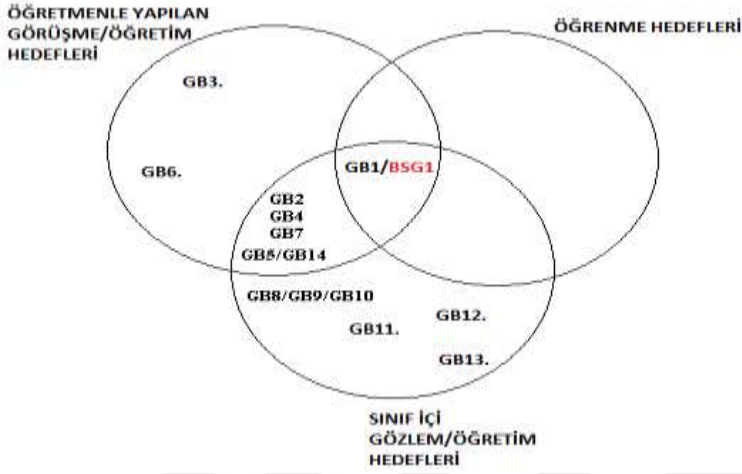 ÖĞRETMENLE YAPILAN
GÖRÜŞME/ÖĞRETİM
HEDEFLERİ
ÖĞRENME HEDEFLERİ
GB3.
GB6.
GB1/BSG1
GB2
GB4
GB7
GB5/GB14
GB8/GB9/GB10
GB11.
GB12.
GB13.
SINIF İÇİ
GÖZLEM/ÖĞRETİM
HEDEFLERİ